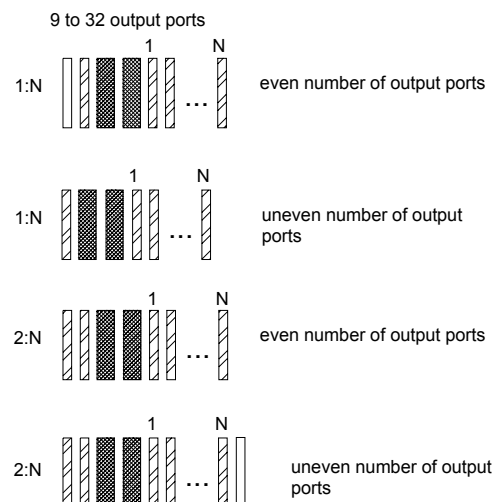 9 to 32 output ports
1 N
1:N ... even number of output ports
1 N
1:N ... uneven number of output
ports
1 N
2:N ... even number of output ports
1 N
2:N ... uneven number of output
ports